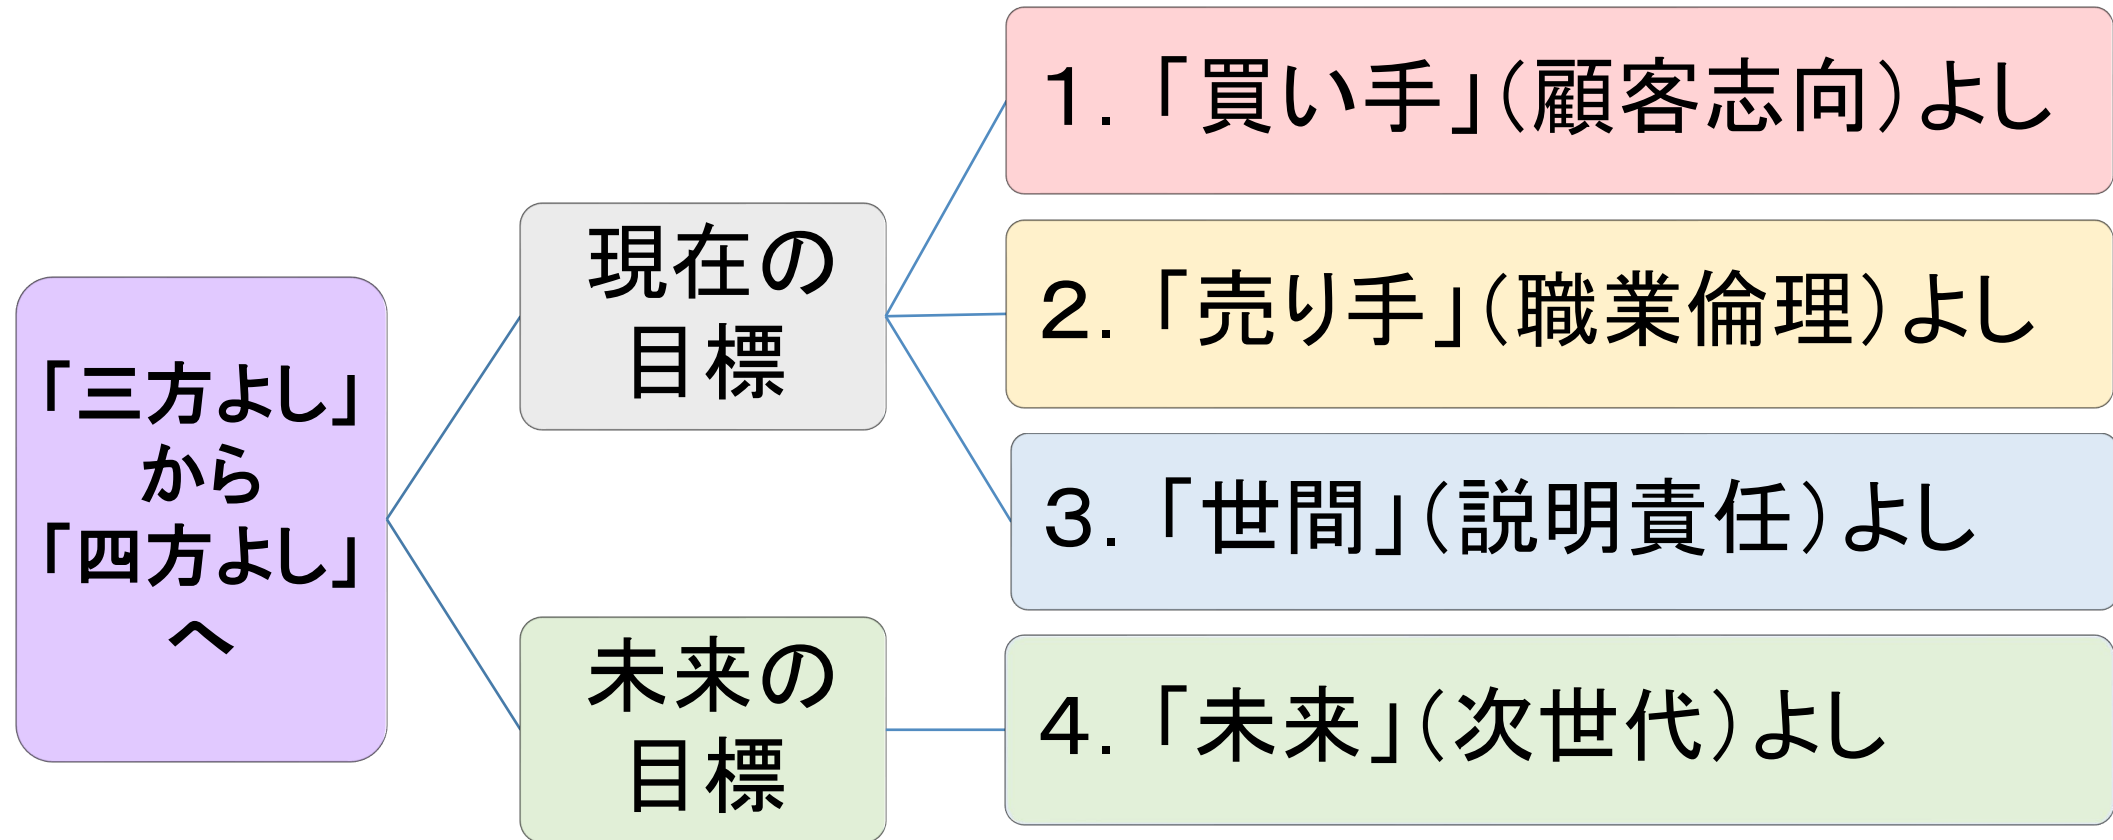 「三方よし」
から
「四方よし」
へ
現在の
目標
1．「買い手」（顧客志向）よし
2．「売り手」（職業倫理）よし
3．「世間」（説明責任）よし
未来の
目標
4．「未来」（次世代）よし